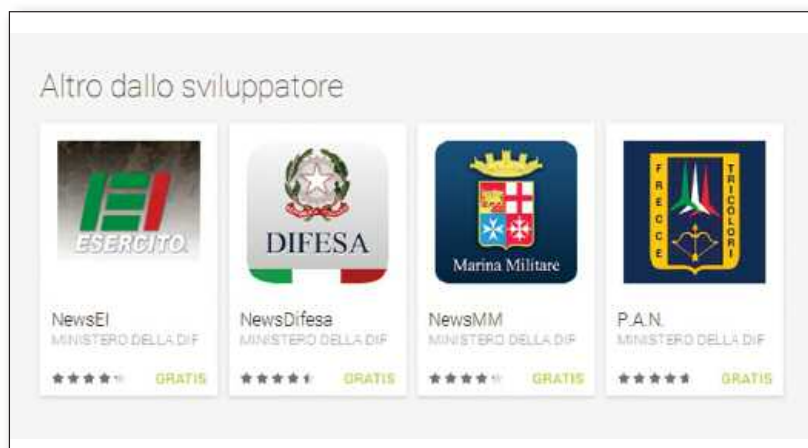 Altro dallo sviluppatore
ESERCITO
DIFESA
Marina Militare
FRECCE
TRICOLORI
NewsEI
MINISTERO DELLA DIF
GRATIS
NewsDifesa
MINISTERO DELLA DIF
GRATIS
NewsMM
MINISTERO DELLA DIF
GRATIS
P.A.N.
MINISTERO DELLA DIF
GRATIS